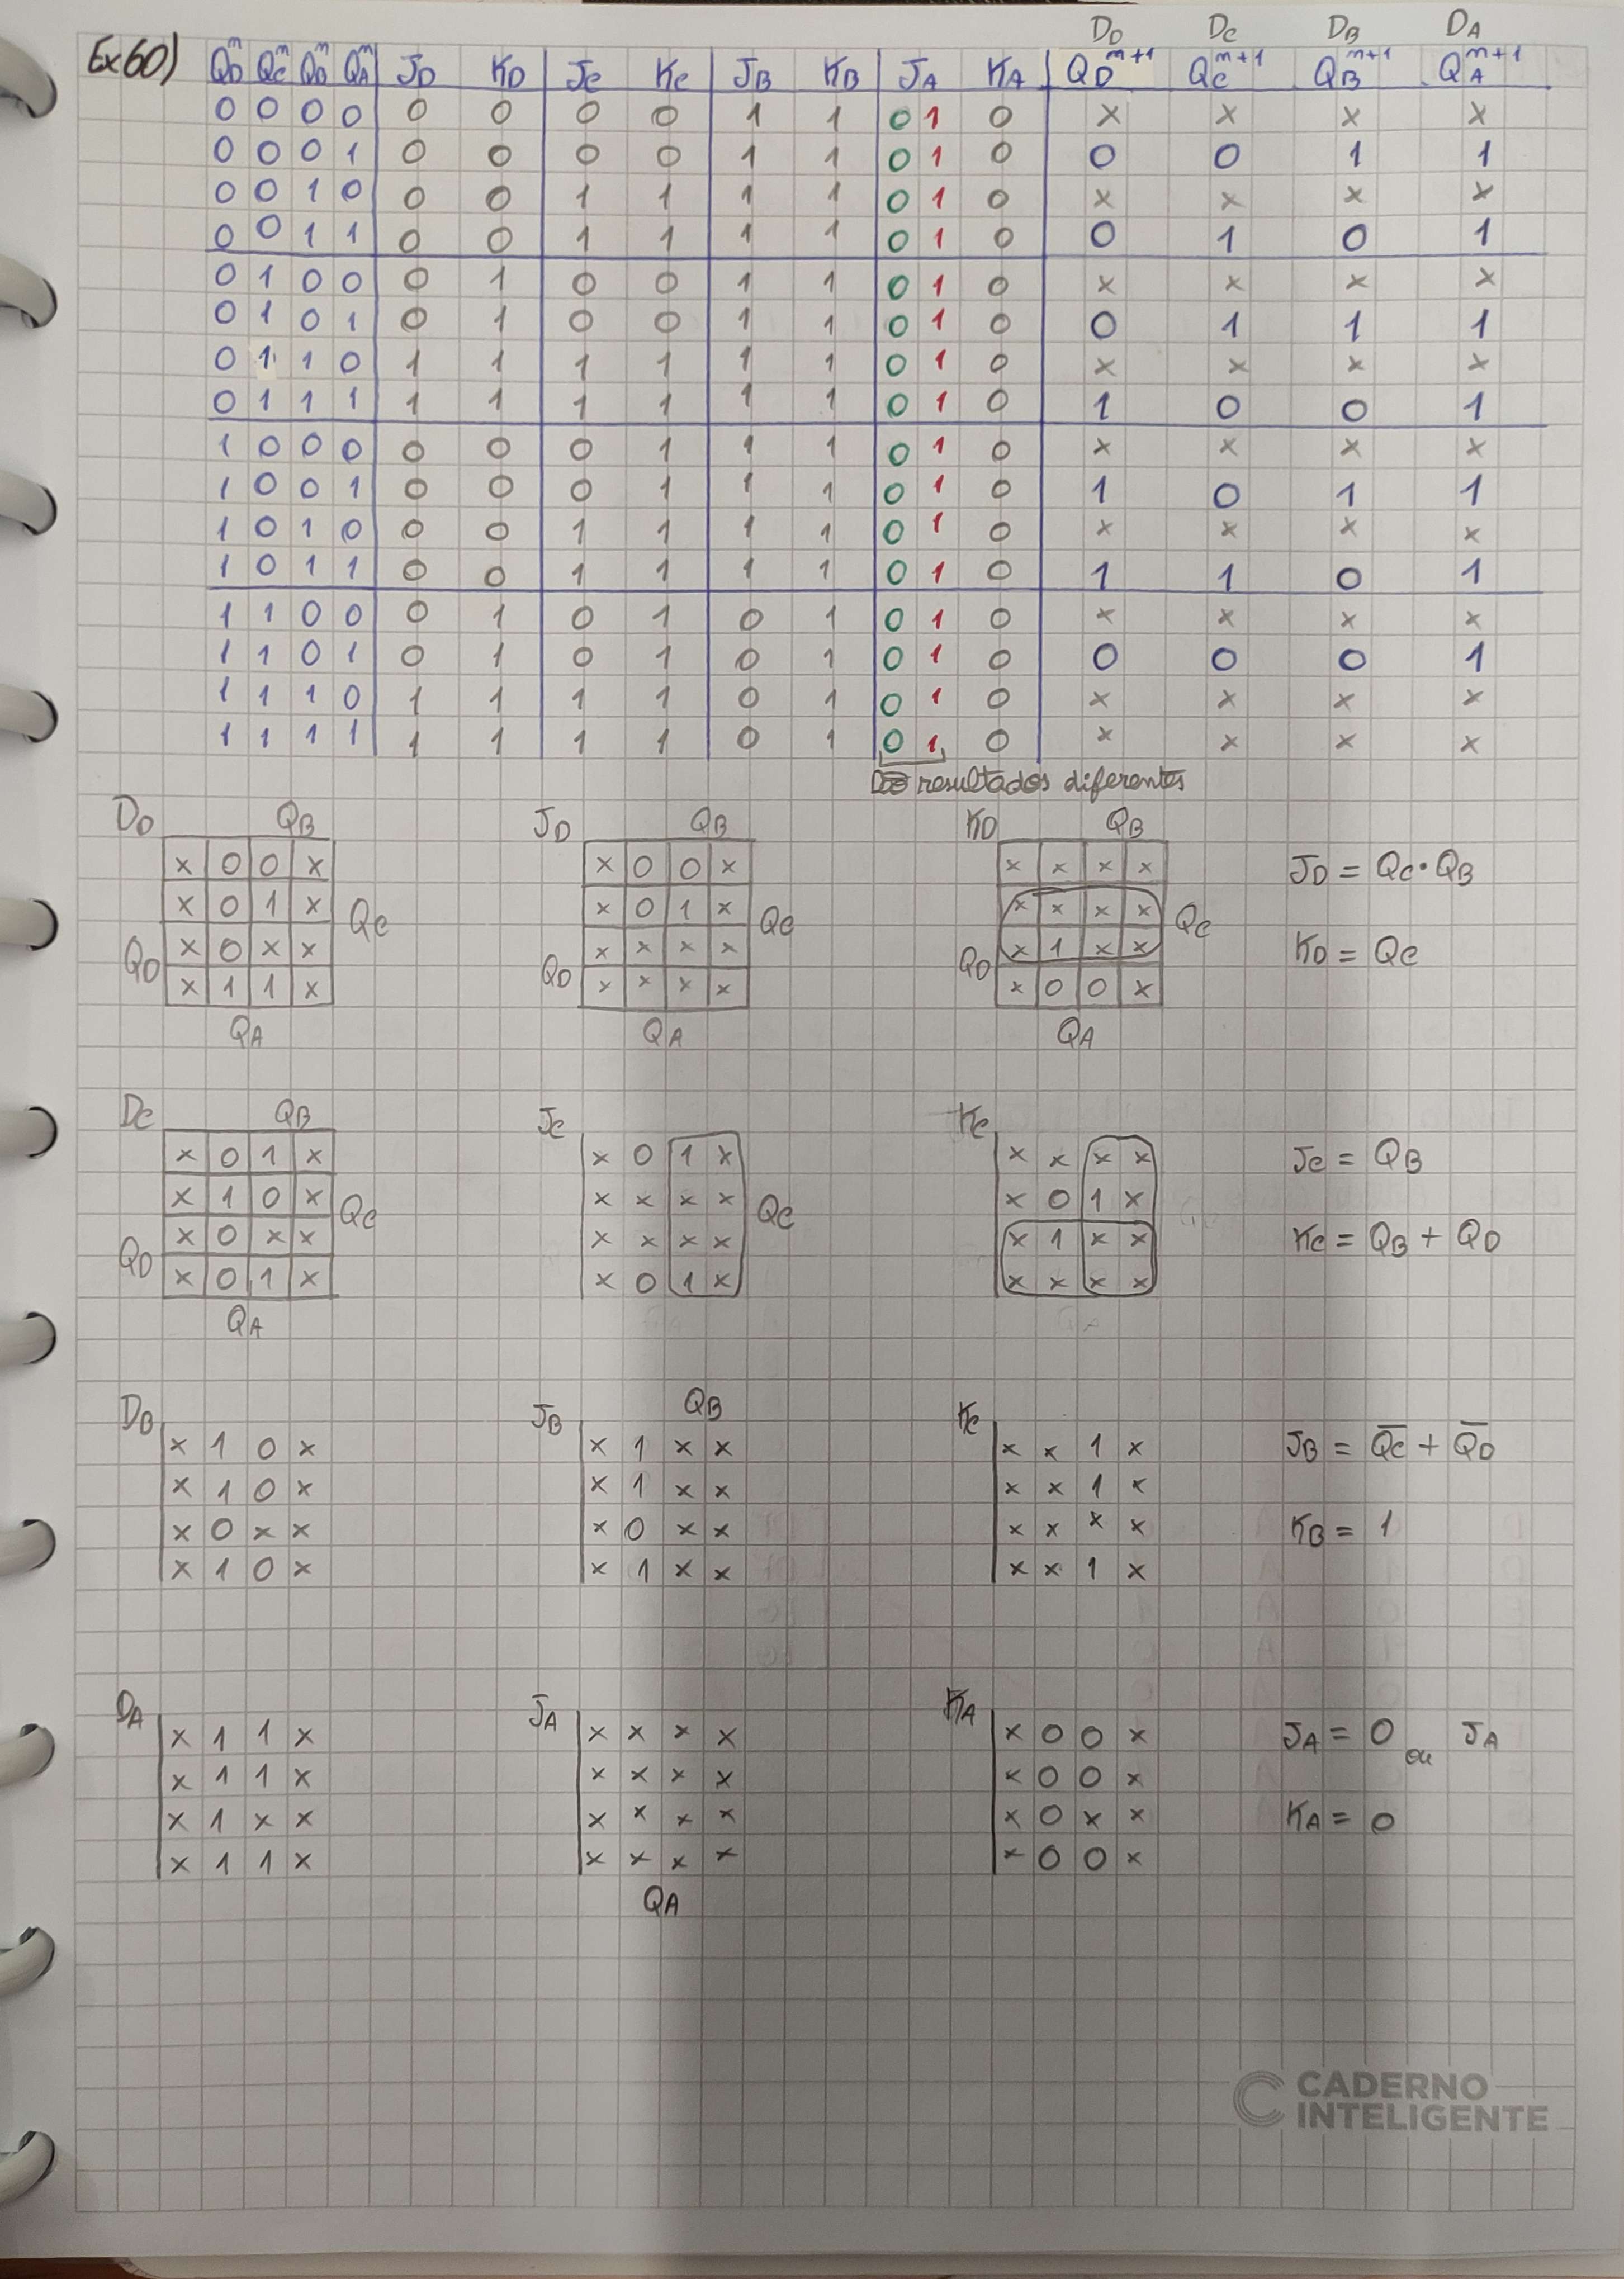 Ex 60)
D_D D_C D_B D_A
Q_D^n Q_C^n Q_B^n Q_A^n J_D K_D J_C K_C J_B K_B J_A K_A Q_D^{n+1} Q_C^{n+1} Q_B^{n+1} Q_A^{n+1}
0 0 0 0 0 0 0 0 1 1 0 1 0 x x x x
0 0 0 1 0 0 0 0 1 1 0 1 0 0 0 1 1
0 0 1 0 0 0 1 1 1 1 0 1 0 x x x x
0 0 1 1 0 0 1 1 1 1 0 1 0 0 1 0 1
0 1 0 0 0 1 0 0 1 1 0 1 0 x x x x
0 1 0 1 0 1 0 0 1 1 0 1 0 0 1 1 1
0 1 1 0 1 1 1 1 1 1 0 1 0 x x x x
0 1 1 1 1 1 1 1 1 1 0 1 0 1 0 0 1
1 0 0 0 0 0 0 1 1 1 0 1 0 x x x x
1 0 0 1 0 0 0 1 1 1 0 1 0 1 0 1 1
1 0 1 0 0 0 1 1 1 1 0 1 0 x x x x
1 0 1 1 0 0 1 1 1 1 0 1 0 1 1 0 1
1 1 0 0 0 1 0 1 0 1 0 1 0 x x x x
1 1 0 1 0 1 0 1 0 1 0 1 0 0 0 0 1
1 1 1 0 1 1 1 1 0 1 0 1 0 x x x x
1 1 1 1 1 1 1 1 0 1 0 1 0 x x x x
resultados diferentes
D_D Q_B J_D Q_B K_D Q_B
x 0 0 x x 0 0 x x x x x J_D = Q_C · Q_B
x 0 1 x Q_C x 0 1 x Q_C x x x x Q_C
Q_D x 0 x x Q_D x x x x Q_D x 1 x x K_D = Q_C
x 1 1 x x x x x x 0 0 x
Q_A Q_A Q_A
D_C Q_B J_C K_C
x 0 1 x x 0 1 x x x x x J_C = Q_B
x 1 0 x Q_C x x x x Q_C x 0 1 x
Q_D x 0 x x x x x x x 1 x x K_C = Q_B + Q_D
x 0 1 x x 0 1 x x x x x
Q_A
D_B J_B Q_B K_C
x 1 0 x x 1 x x x x 1 x J_B = Q̅_C + Q̅_D
x 1 0 x x 1 x x x x 1 x
x 0 x x x 0 x x x x x x K_B = 1
x 1 0 x x 1 x x x x 1 x
D_A J_A K_A
x 1 1 x x x x x x 0 0 x J_A = 0 ou J_A
x 1 1 x x x x x x 0 0 x
x 1 x x x x x x x 0 x x K_A = 0
x 1 1 x x x x x x 0 0 x
Q_A
CADERNO
INTELIGENTE